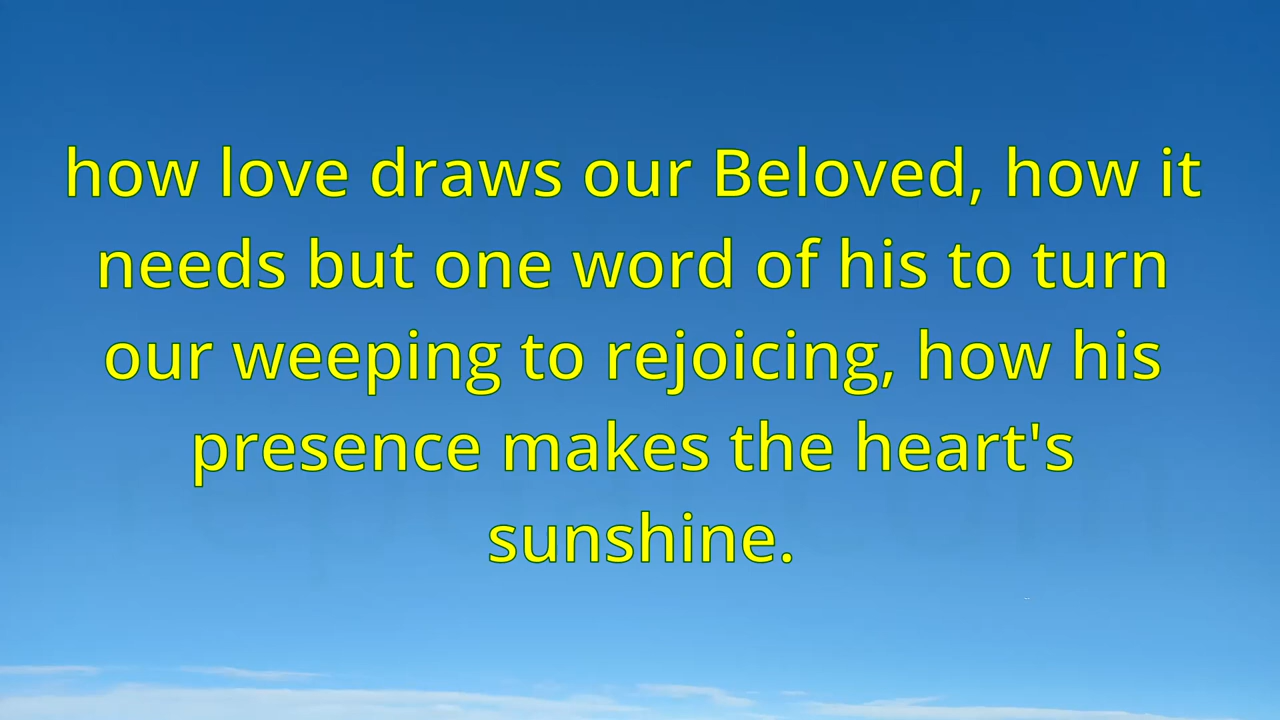 how love draws our Beloved, how it
needs but one word of his to turn
our weeping to rejoicing, how his
presence makes the heart's
sunshine.